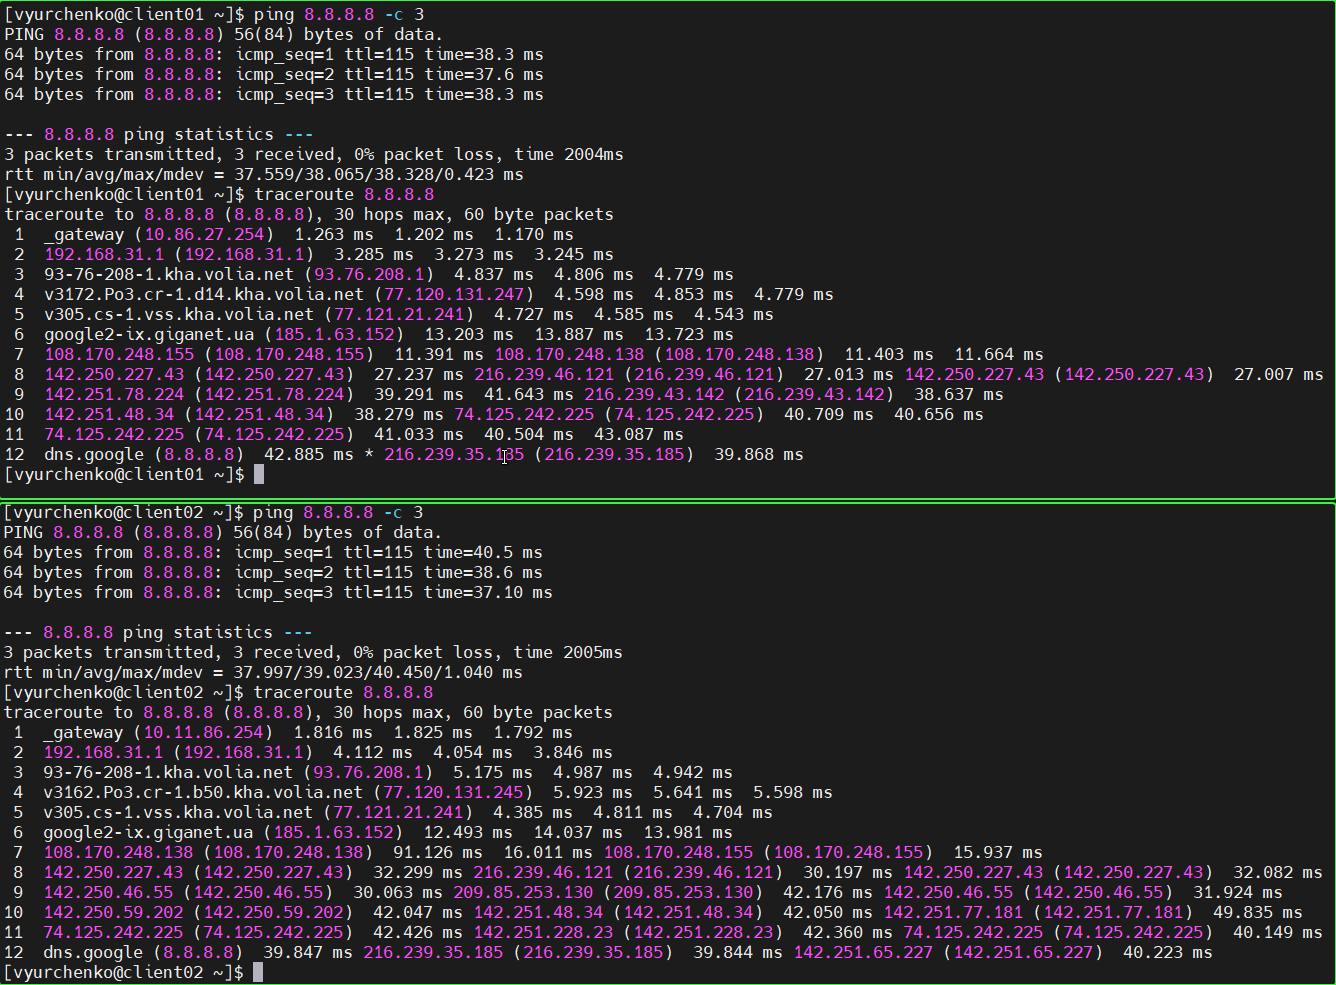 [vyurchenko@client01 ~]$ ping 8.8.8.8 -c 3
PING 8.8.8.8 (8.8.8.8) 56(84) bytes of data.
64 bytes from 8.8.8.8: icmp_seq=1 ttl=115 time=38.3 ms
64 bytes from 8.8.8.8: icmp_seq=2 ttl=115 time=37.6 ms
64 bytes from 8.8.8.8: icmp_seq=3 ttl=115 time=38.3 ms
--- 8.8.8.8 ping statistics ---
3 packets transmitted, 3 received, 0% packet loss, time 2004ms
rtt min/avg/max/mdev = 37.559/38.065/38.328/0.423 ms
[vyurchenko@client01 ~]$ traceroute 8.8.8.8
traceroute to 8.8.8.8 (8.8.8.8), 30 hops max, 60 byte packets
1 _gateway (10.86.27.254) 1.263 ms 1.202 ms 1.170 ms
2 192.168.31.1 (192.168.31.1) 3.285 ms 3.273 ms 3.245 ms
3 93-76-208-1.kha.volia.net (93.76.208.1) 4.837 ms 4.806 ms 4.779 ms
4 v3172.Po3.cr-1.d14.kha.volia.net (77.120.131.247) 4.598 ms 4.853 ms 4.779 ms
5 v305.cs-1.vss.kha.volia.net (77.121.21.241) 4.727 ms 4.585 ms 4.543 ms
6 google2-ix.giganet.ua (185.1.63.152) 13.203 ms 13.887 ms 13.723 ms
7 108.170.248.155 (108.170.248.155) 11.391 ms 108.170.248.138 (108.170.248.138) 11.403 ms 11.664 ms
8 142.250.227.43 (142.250.227.43) 27.237 ms 216.239.46.121 (216.239.46.121) 27.013 ms 142.250.227.43 (142.250.227.43) 27.007 ms
9 142.251.78.224 (142.251.78.224) 39.291 ms 41.643 ms 216.239.43.142 (216.239.43.142) 38.637 ms
10 142.251.48.34 (142.251.48.34) 38.279 ms 74.125.242.225 (74.125.242.225) 40.709 ms 40.656 ms
11 74.125.242.225 (74.125.242.225) 41.033 ms 40.504 ms 43.087 ms
12 dns.google (8.8.8.8) 42.885 ms * 216.239.35.185 (216.239.35.185) 39.868 ms
[vyurchenko@client01 ~]$
[vyurchenko@client02 ~]$ ping 8.8.8.8 -c 3
PING 8.8.8.8 (8.8.8.8) 56(84) bytes of data.
64 bytes from 8.8.8.8: icmp_seq=1 ttl=115 time=40.5 ms
64 bytes from 8.8.8.8: icmp_seq=2 ttl=115 time=38.6 ms
64 bytes from 8.8.8.8: icmp_seq=3 ttl=115 time=37.10 ms
--- 8.8.8.8 ping statistics ---
3 packets transmitted, 3 received, 0% packet loss, time 2005ms
rtt min/avg/max/mdev = 37.997/39.023/40.450/1.040 ms
[vyurchenko@client02 ~]$ traceroute 8.8.8.8
traceroute to 8.8.8.8 (8.8.8.8), 30 hops max, 60 byte packets
1 _gateway (10.11.86.254) 1.816 ms 1.825 ms 1.792 ms
2 192.168.31.1 (192.168.31.1) 4.112 ms 4.054 ms 3.846 ms
3 93-76-208-1.kha.volia.net (93.76.208.1) 5.175 ms 4.987 ms 4.942 ms
4 v3162.Po3.cr-1.b50.kha.volia.net (77.120.131.245) 5.923 ms 5.641 ms 5.598 ms
5 v305.cs-1.vss.kha.volia.net (77.121.21.241) 4.385 ms 4.811 ms 4.704 ms
6 google2-ix.giganet.ua (185.1.63.152) 12.493 ms 14.037 ms 13.981 ms
7 108.170.248.138 (108.170.248.138) 91.126 ms 16.011 ms 108.170.248.155 (108.170.248.155) 15.937 ms
8 142.250.227.43 (142.250.227.43) 32.299 ms 216.239.46.121 (216.239.46.121) 30.197 ms 142.250.227.43 (142.250.227.43) 32.082 ms
9 142.250.46.55 (142.250.46.55) 30.063 ms 209.85.253.130 (209.85.253.130) 42.176 ms 142.250.46.55 (142.250.46.55) 31.924 ms
10 142.250.59.202 (142.250.59.202) 42.047 ms 142.251.48.34 (142.251.48.34) 42.050 ms 142.251.77.181 (142.251.77.181) 49.835 ms
11 74.125.242.225 (74.125.242.225) 42.426 ms 142.251.228.23 (142.251.228.23) 42.360 ms 74.125.242.225 (74.125.242.225) 40.149 ms
12 dns.google (8.8.8.8) 39.847 ms 216.239.35.185 (216.239.35.185) 39.844 ms 142.251.65.227 (142.251.65.227) 40.223 ms
[vyurchenko@client02 ~]$